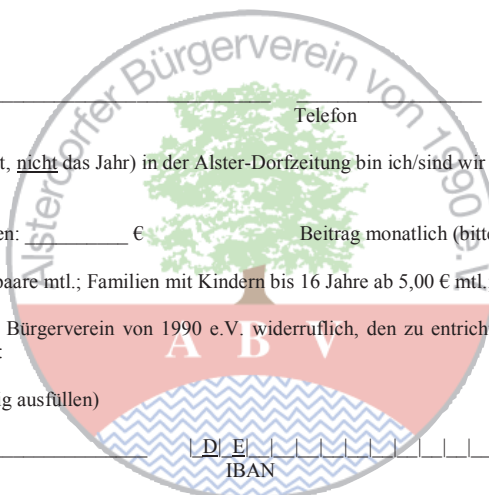 Alsterdorfer Bürgerverein von 1990 e.V.
Telefon
t, nicht das Jahr) in der Alster-Dorfzeitung bin ich/sind wir
en: __________ €     Beitrag monatlich (bitte
paare mtl.; Familien mit Kindern bis 16 Jahre ab 5,00 € mtl.
Bürgerverein von 1990 e.V. widerruflich, den zu entrich
:
A B V
ig ausfüllen)
| D| E|
IBAN